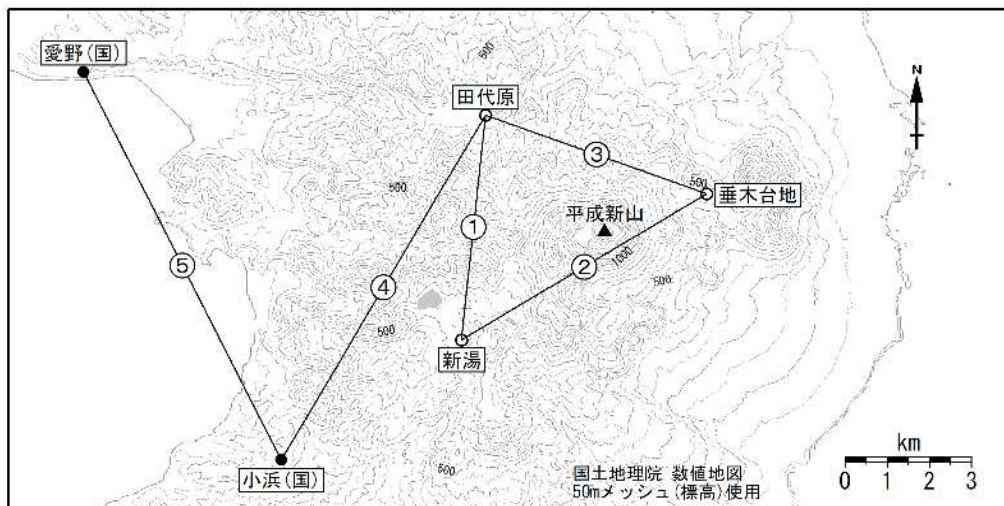 愛野(国)
500
田代原
N
③
500
500
垂木台地
平成新山
①
②
1000
⑤
④
500
500
新湯
km
500
小浜(国)
国土地理院 数値地図
50mメッシュ(標高)使用
0 1 2 3